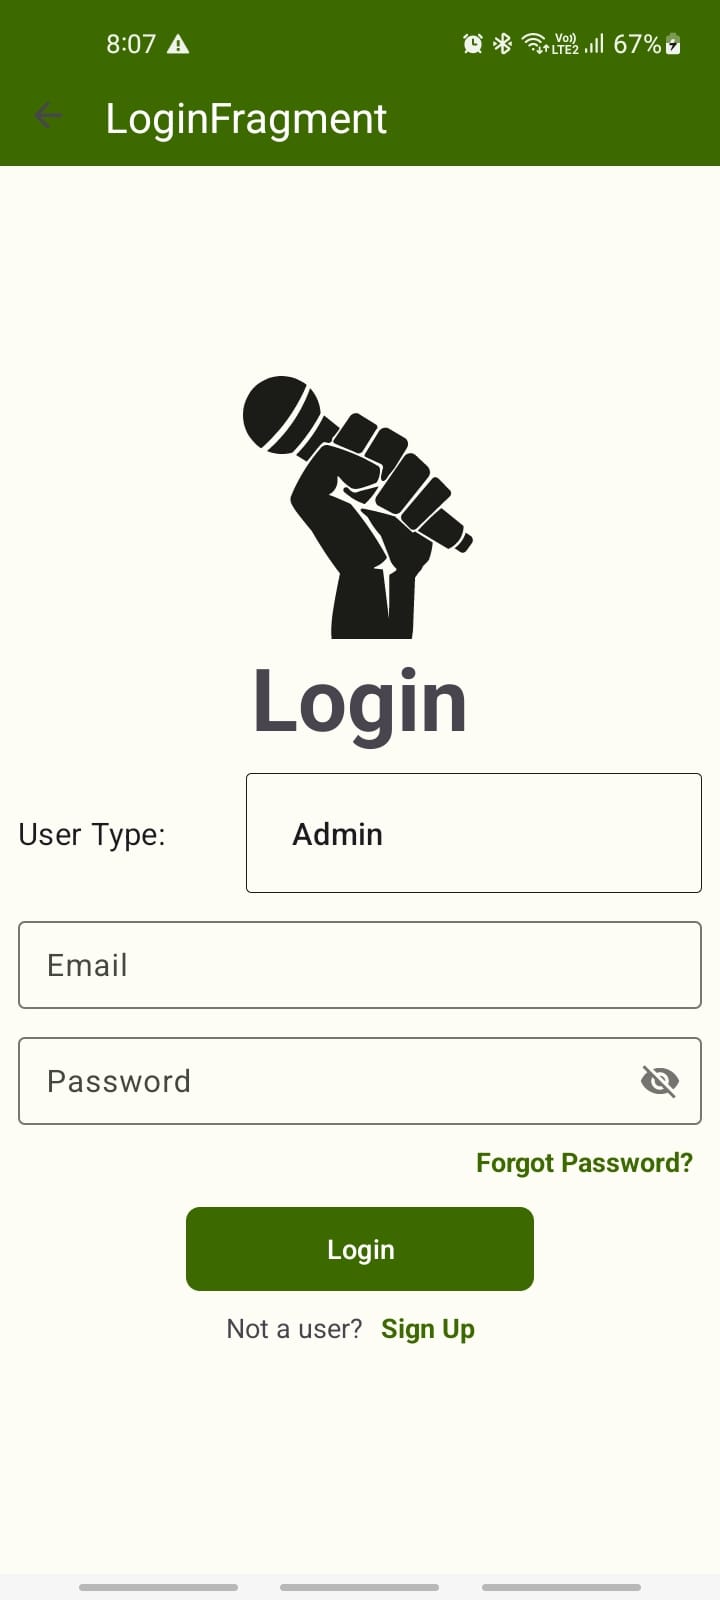 8:07 Vo)) LTE2 67%
LoginFragment
Login
User Type: Admin
Email
Password
Forgot Password?
Login
Not a user? Sign Up